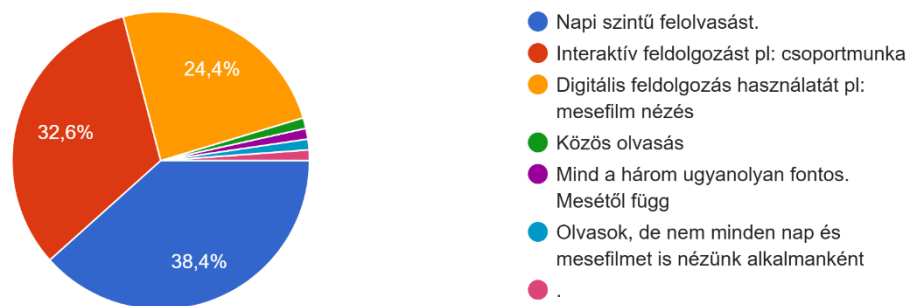 24,4%
32,6%
38,4%
Napi szintű felolvasást.
Interaktív feldolgozást pl: csoportmunka
Digitális feldolgozás használatát pl:
mesefilm nézés
Közös olvasás
Mind a három ugyanolyan fontos.
Mesétől függ
Olvasok, de nem minden nap és
mesefilmet is nézünk alkalmanként
.